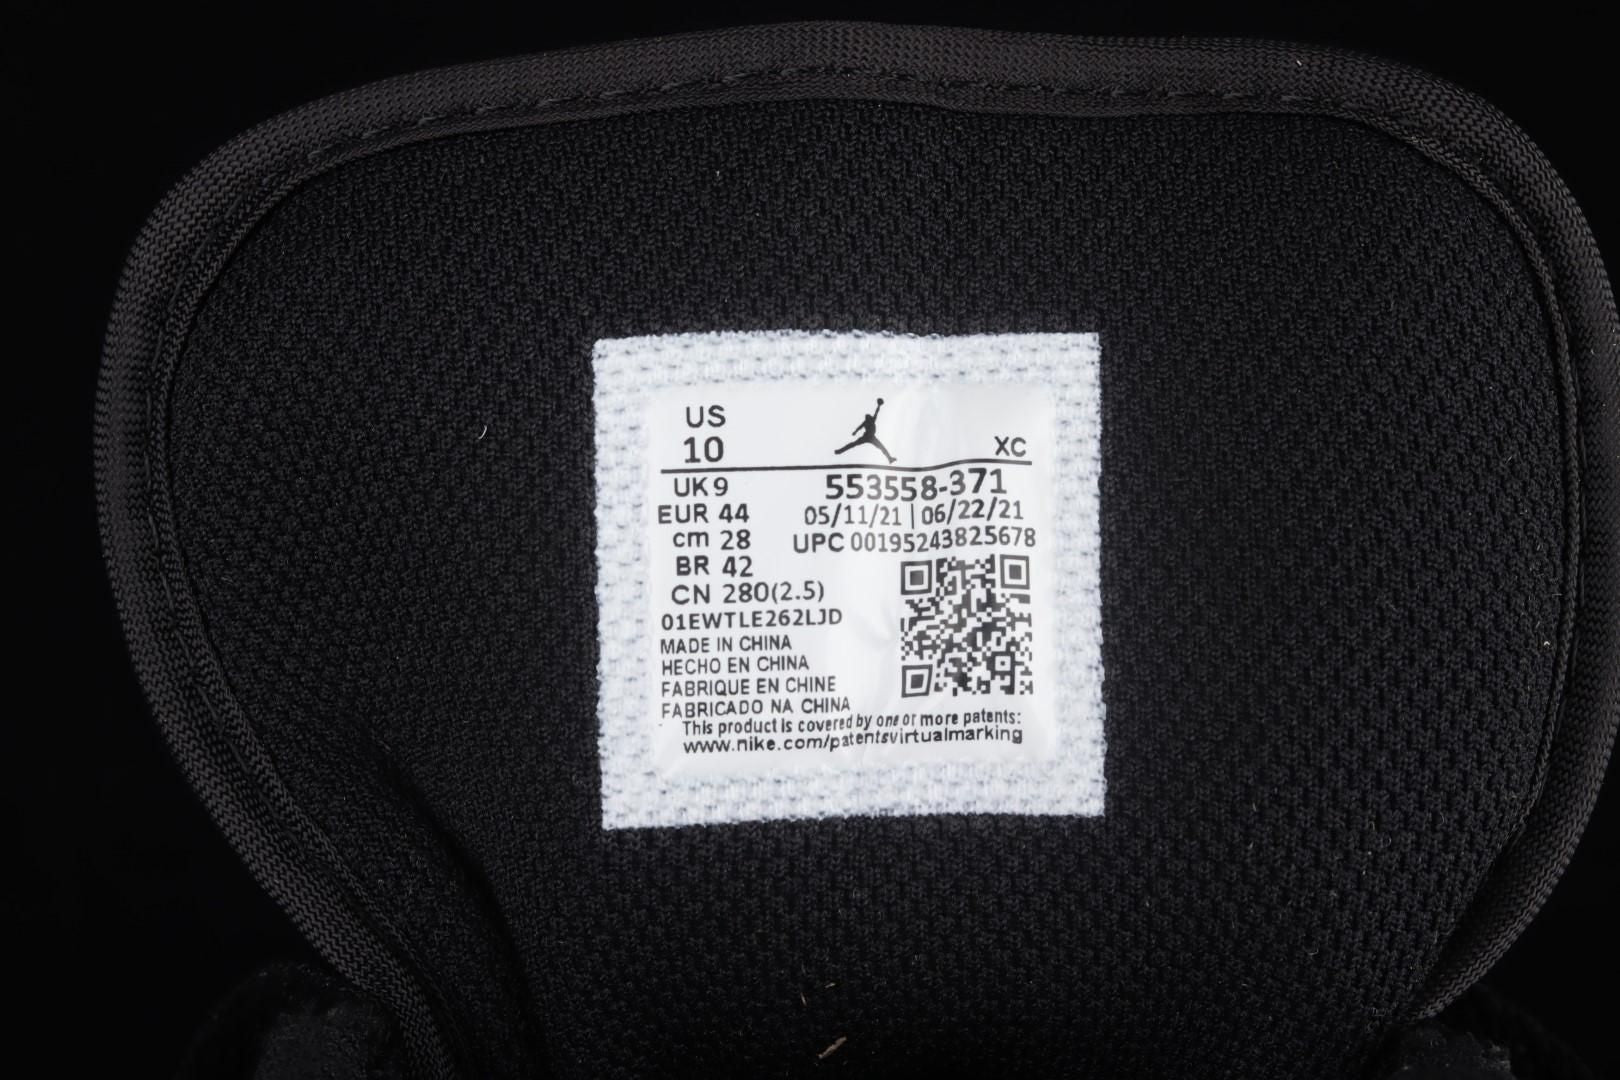 US
10
XC
UK 9
553558-371
EUR 44
05/11/21 | 06/22/21
cm 28
UPC 00195243825678
BR 42
CN 280(2.5)
01EWTLE262LJD
MADE IN CHINA
HECHO EN CHINA
FABRIQUE EN CHINE
FABRICADO NA CHINA
This product is covered by one or more patents:
www.nike.com/patentsvirtualmarking